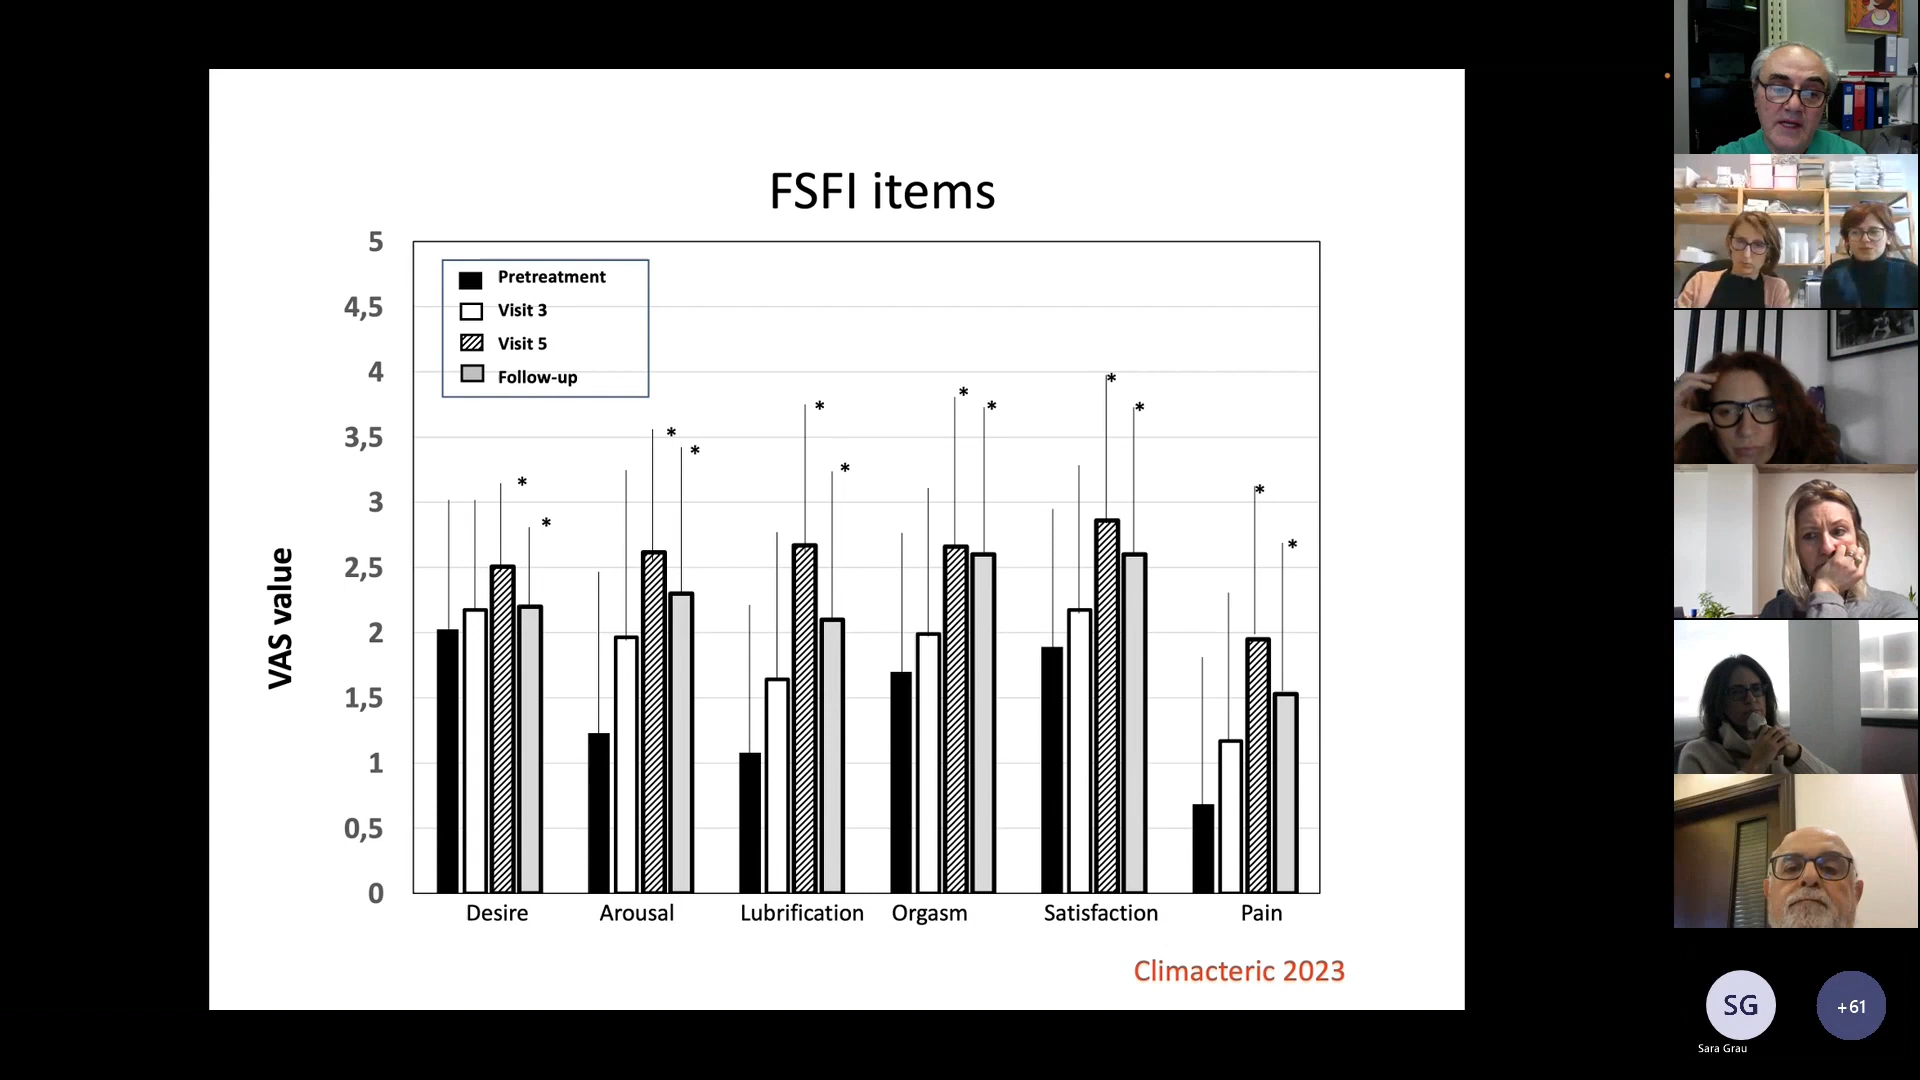 FSFI items
5
4,5
4
3,5
3
2,5
2
1,5
1
0,5
0
VAS value
Pretreatment
Visit 3
Visit 5
Follow-up
* * * * * * * * * * * *
Desire Arousal Lubrification Orgasm Satisfaction Pain
Climacteric 2023
SG
+61
Sara Grau